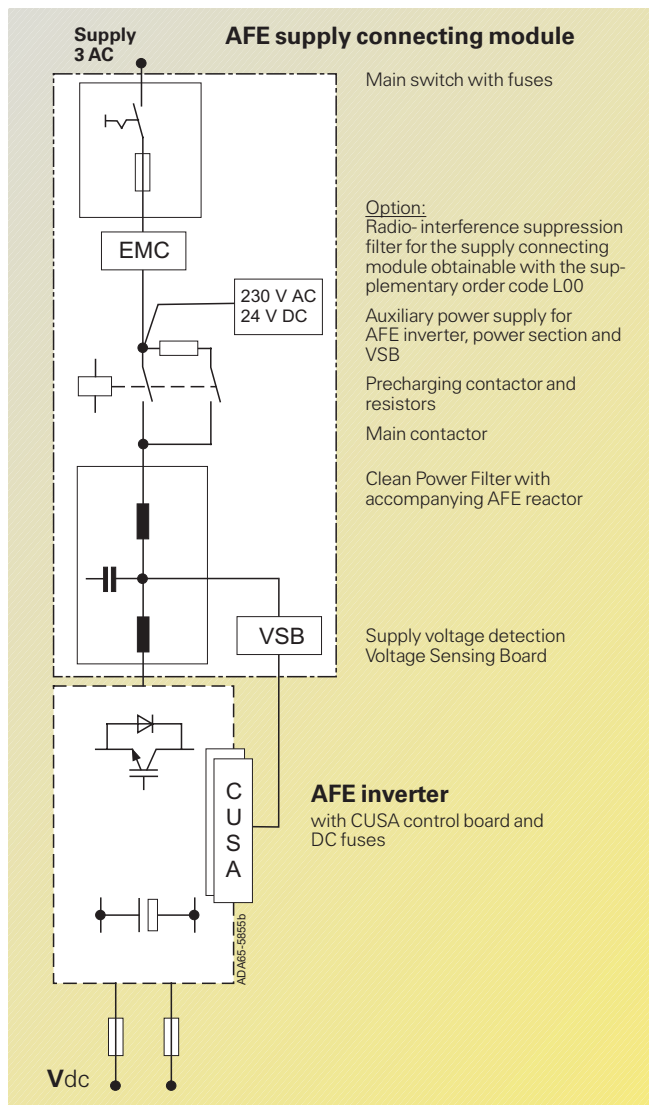 Supply
3 AC
AFE supply connecting module
Main switch with fuses
Option:
Radio- interference suppression
filter for the supply connecting
module obtainable with the sup-
plementary order code L00
EMC
230 V AC
24 V DC
Auxiliary power supply for
AFE inverter, power section and
VSB
Precharging contactor and
resistors
Main contactor
Clean Power Filter with
accompanying AFE reactor
VSB
Supply voltage detection
Voltage Sensing Board
C
U
S
A
AFE inverter
with CUSA control board and
DC fuses
ADA65-5855b
Vdc